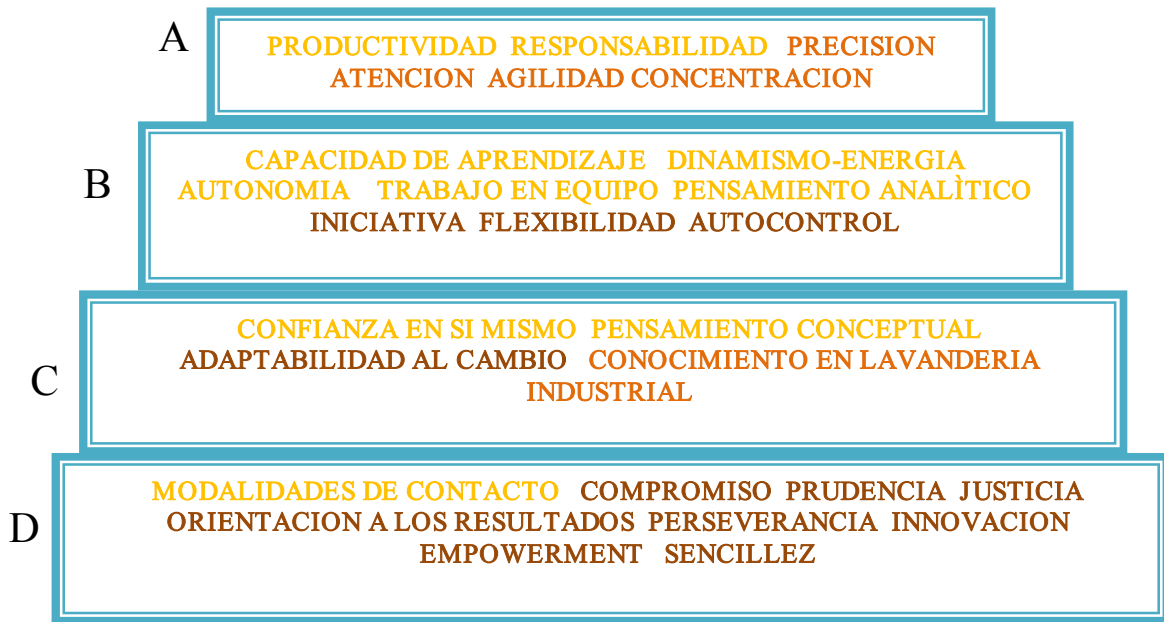 A
PRODUCTIVIDAD RESPONSABILIDAD PRECISION
ATENCION AGILIDAD CONCENTRACION
B
CAPACIDAD DE APRENDIZAJE DINAMISMO-ENERGIA
AUTONOMIA TRABAJO EN EQUIPO PENSAMIENTO ANALÌTICO
INICIATIVA FLEXIBILIDAD AUTOCONTROL
C
CONFIANZA EN SI MISMO PENSAMIENTO CONCEPTUAL
ADAPTABILIDAD AL CAMBIO CONOCIMIENTO EN LAVANDERIA
INDUSTRIAL
D
MODALIDADES DE CONTACTO COMPROMISO PRUDENCIA JUSTICIA
ORIENTACION A LOS RESULTADOS PERSEVERANCIA INNOVACION
EMPOWERMENT SENCILLEZ